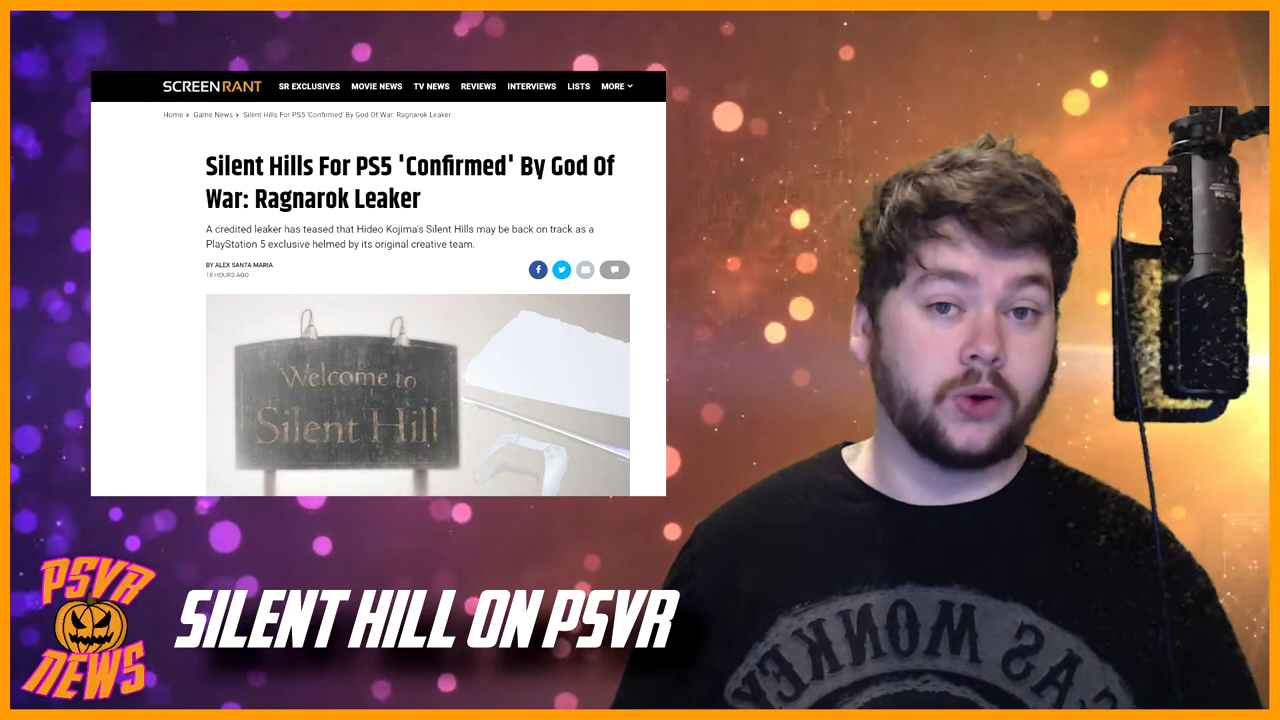 SCREENRANT SR EXCLUSIVES MOVIE NEWS TV NEWS REVIEWS INTERVIEWS LISTS MORE
Home > Game News > Silent Hills For PS5 'Confirmed' By God Of War: Ragnarok Leaker
Silent Hills For PS5 'Confirmed' By God Of
War: Ragnarok Leaker
A credited leaker has teased that Hideo Kojima's Silent Hills may be back on track as a
PlayStation 5 exclusive helmed by its original creative team.
BY ALEX SANTA MARIA
18 HOURS AGO
Welcome to
Silent Hill
PSVR
NEWS
SILENT HILL ON PSVR
GAS MONKEY